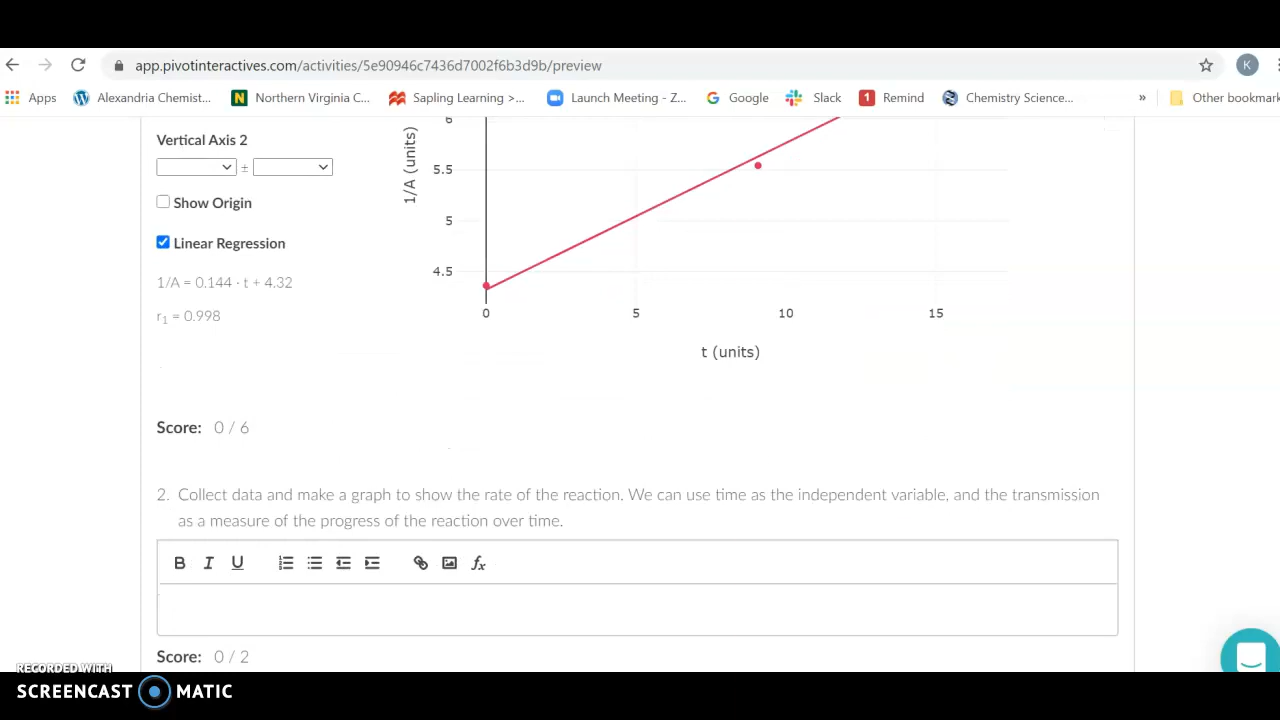 app.pivotinteractives.com/activities/5e90946c7436d7002f6b3d9b/preview
K
Apps Alexandria Chemist... Northern Virginia C... Sapling Learning >... Launch Meeting - Z... Google Slack Remind Chemistry Science... » Other bookmark
Vertical Axis 2
±
Show Origin
Linear Regression
1/A = 0.144 · t + 4.32
r1 = 0.998
1/A (units)
6
5.5
5
4.5
0 5 10 15
t (units)
Score: 0 / 6
2. Collect data and make a graph to show the rate of the reaction. We can use time as the independent variable, and the transmission
as a measure of the progress of the reaction over time.
B I U fx
Score: 0 / 2
RECORDED WITH
SCREENCAST MATIC